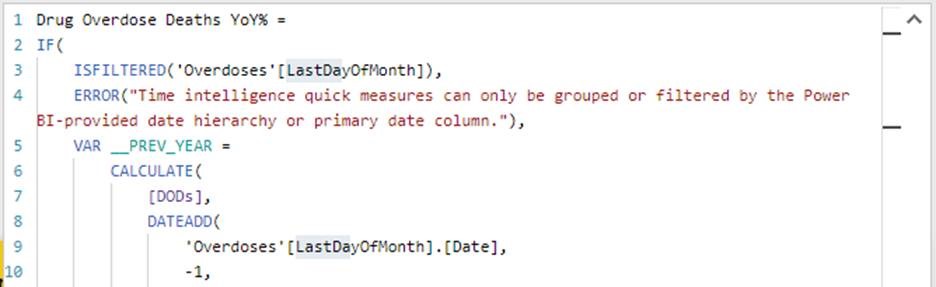 1 Drug Overdose Deaths YoY% =
2 IF(
3 ISFILTERED('Overdoses'[LastDayOfMonth]),
4 ERROR("Time intelligence quick measures can only be grouped or filtered by the Power
BI-provided date hierarchy or primary date column."),
5 VAR __PREV_YEAR =
6 CALCULATE(
7 [DODs],
8 DATEADD(
9 'Overdoses'[LastDayOfMonth].[Date],
10 -1,